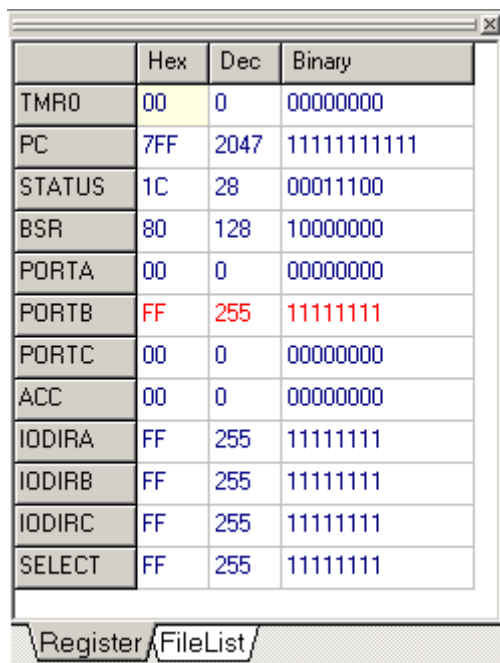 Hex Dec Binary
TMR0 00 0 00000000
PC 7FF 2047 11111111111
STATUS 1C 28 00011100
BSR 80 128 10000000
PORTA 00 0 00000000
PORTB FF 255 11111111
PORTC 00 0 00000000
ACC 00 0 00000000
IODIRA FF 255 11111111
IODIRB FF 255 11111111
IODIRC FF 255 11111111
SELECT FF 255 11111111
Register FileList